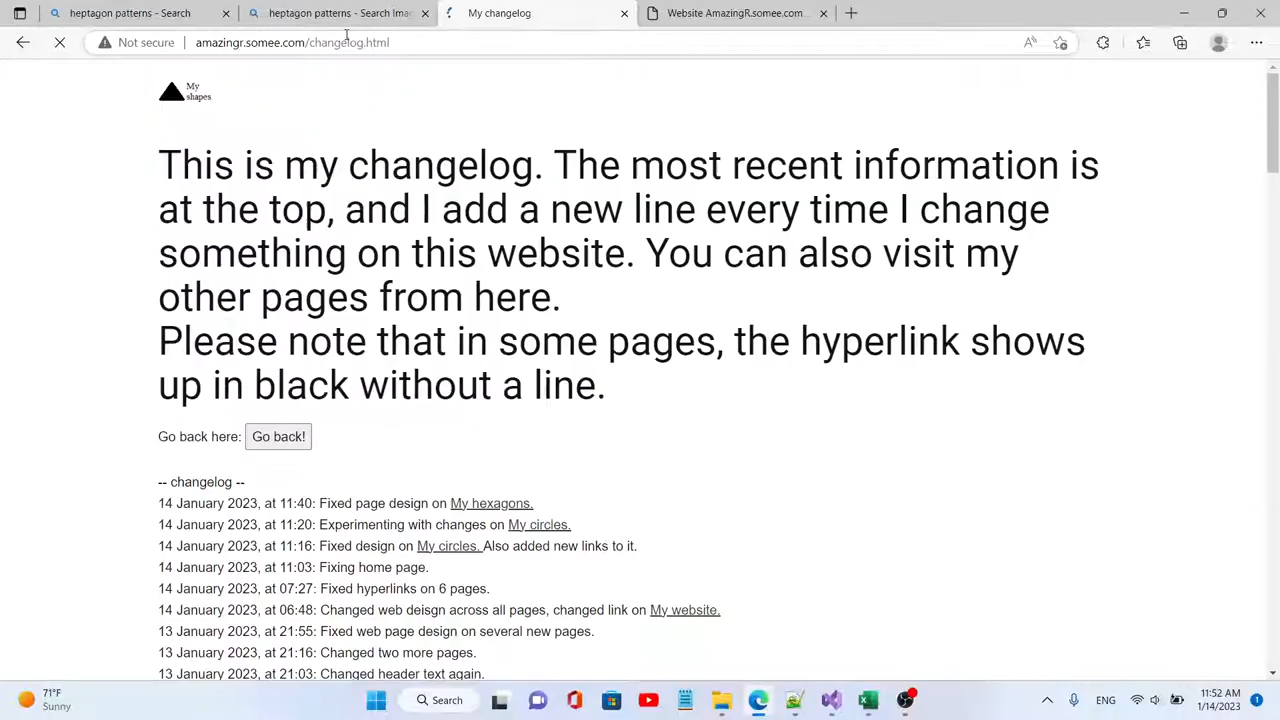 heptagon patterns - Search
heptagon patterns - Search Imag
My changelog
Website AmazingR.somee.com
Not secure
amazingr.somee.com/changelog.html
My
shapes
This is my changelog. The most recent information is
at the top, and I add a new line every time I change
something on this website. You can also visit my
other pages from here.
Please note that in some pages, the hyperlink shows
up in black without a line.
Go back here: Go back!
-- changelog --
14 January 2023, at 11:40: Fixed page design on My hexagons.
14 January 2023, at 11:20: Experimenting with changes on My circles.
14 January 2023, at 11:16: Fixed design on My circles. Also added new links to it.
14 January 2023, at 11:03: Fixing home page.
14 January 2023, at 07:27: Fixed hyperlinks on 6 pages.
14 January 2023, at 06:48: Changed web deisgn across all pages, changed link on My website.
13 January 2023, at 21:55: Fixed web page design on several new pages.
13 January 2023, at 21:16: Changed two more pages.
13 January 2023, at 21:03: Changed header text again.
71°F
Sunny
Search
ENG
11:52 AM
1/14/2023
1